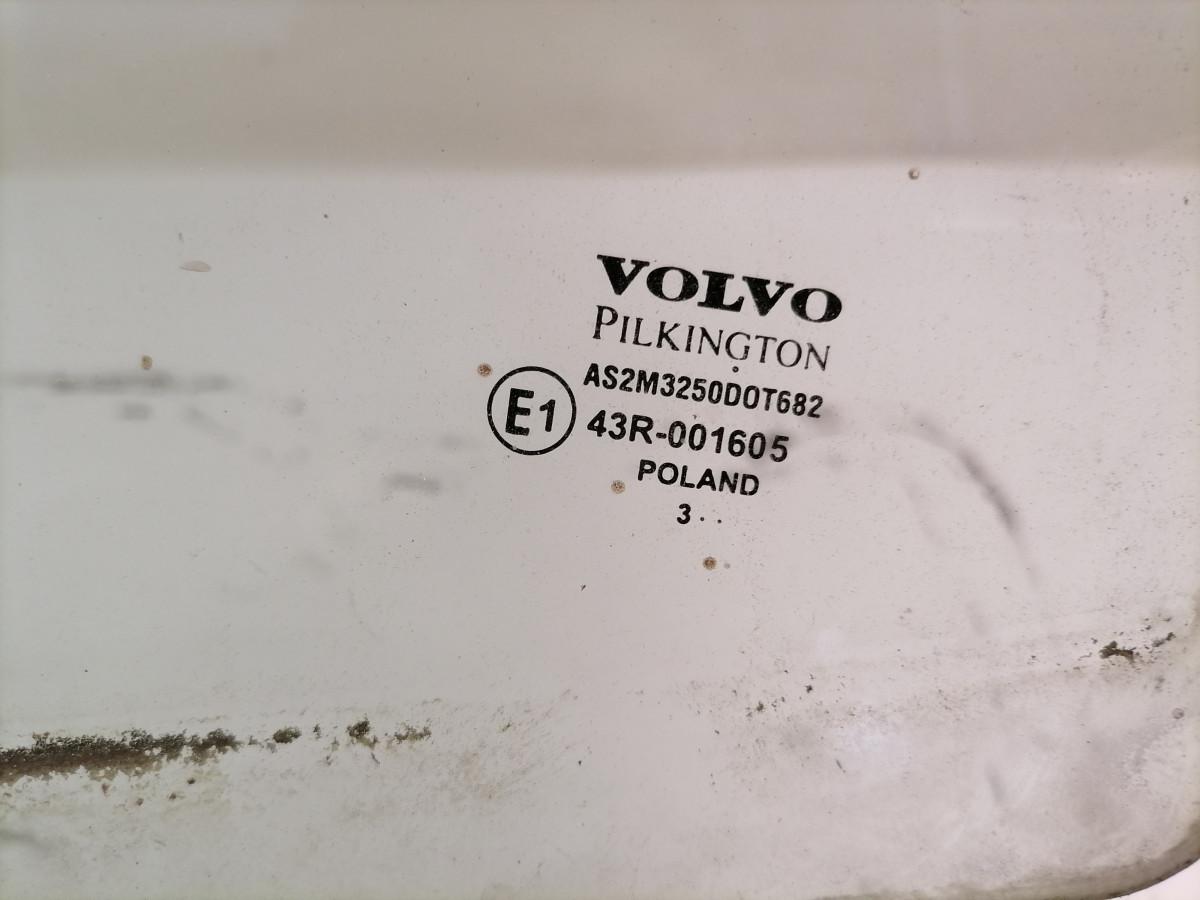 VOLVO
PILKINGTON
AS2M3250DOT682
E1
43R-001605
POLAND
3 . .